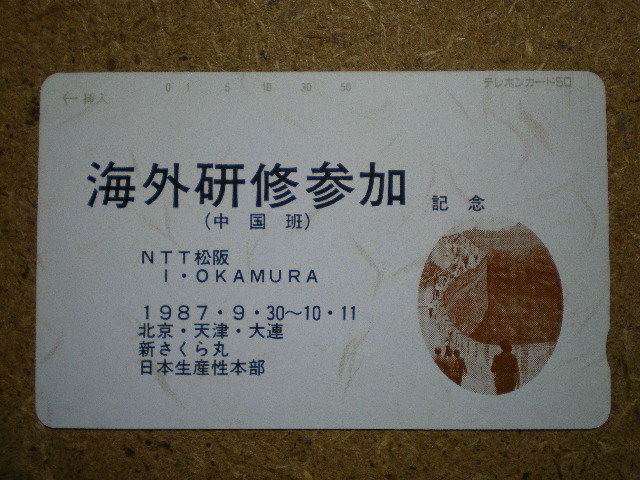 ←挿入
0 1 5 10 30 50
テレホンカード50
海外研修参加 記念
（中国班）
NTT松阪
I・OKAMURA
1987・9・30～10・11
北京・天津・大連
新さくら丸
日本生産性本部